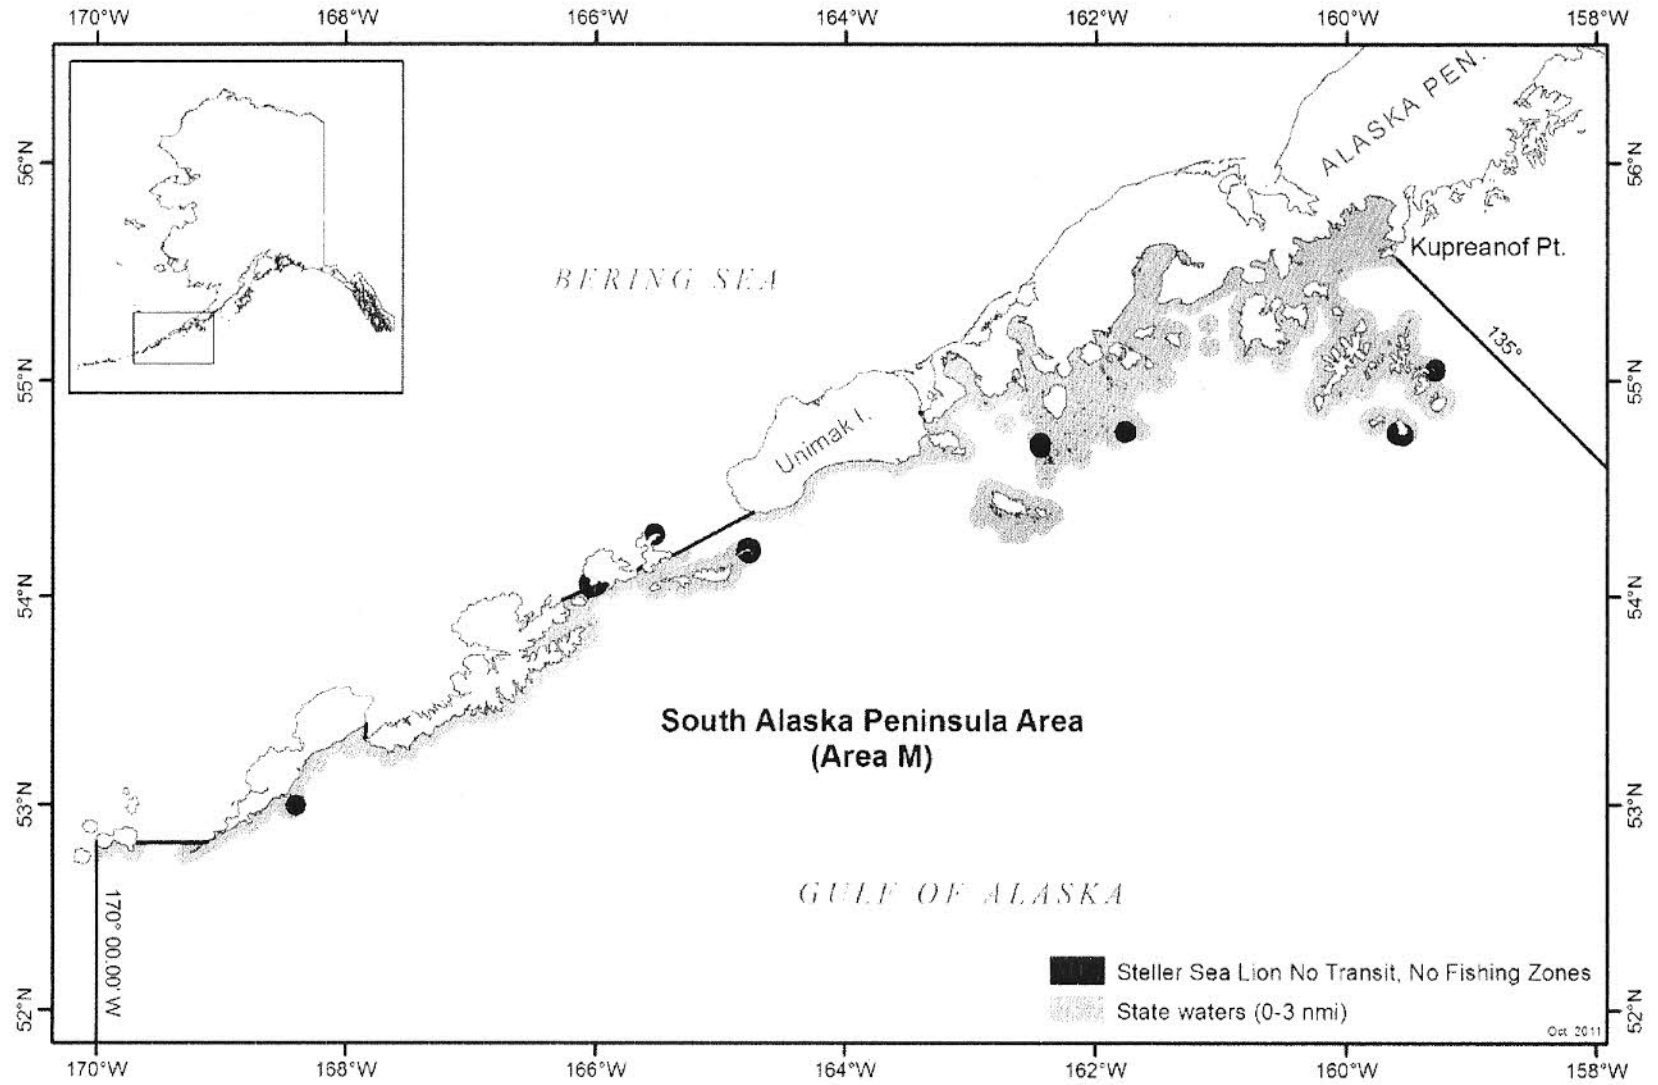 170°W 168°W 166°W 164°W 162°W 160°W 158°W
56°N
55°N
54°N
53°N
52°N
ALASKA PEN.
56°N
Kupreanof Pt.
BERING SEA
135°
55°N
Unimak I.
54°N
South Alaska Peninsula Area
(Area M)
53°N
GULF OF ALASKA
170° 00.00' W
Steller Sea Lion No Transit, No Fishing Zones
State waters (0-3 nmi)
52°N
Oct 2011
170°W 168°W 166°W 164°W 162°W 160°W 158°W